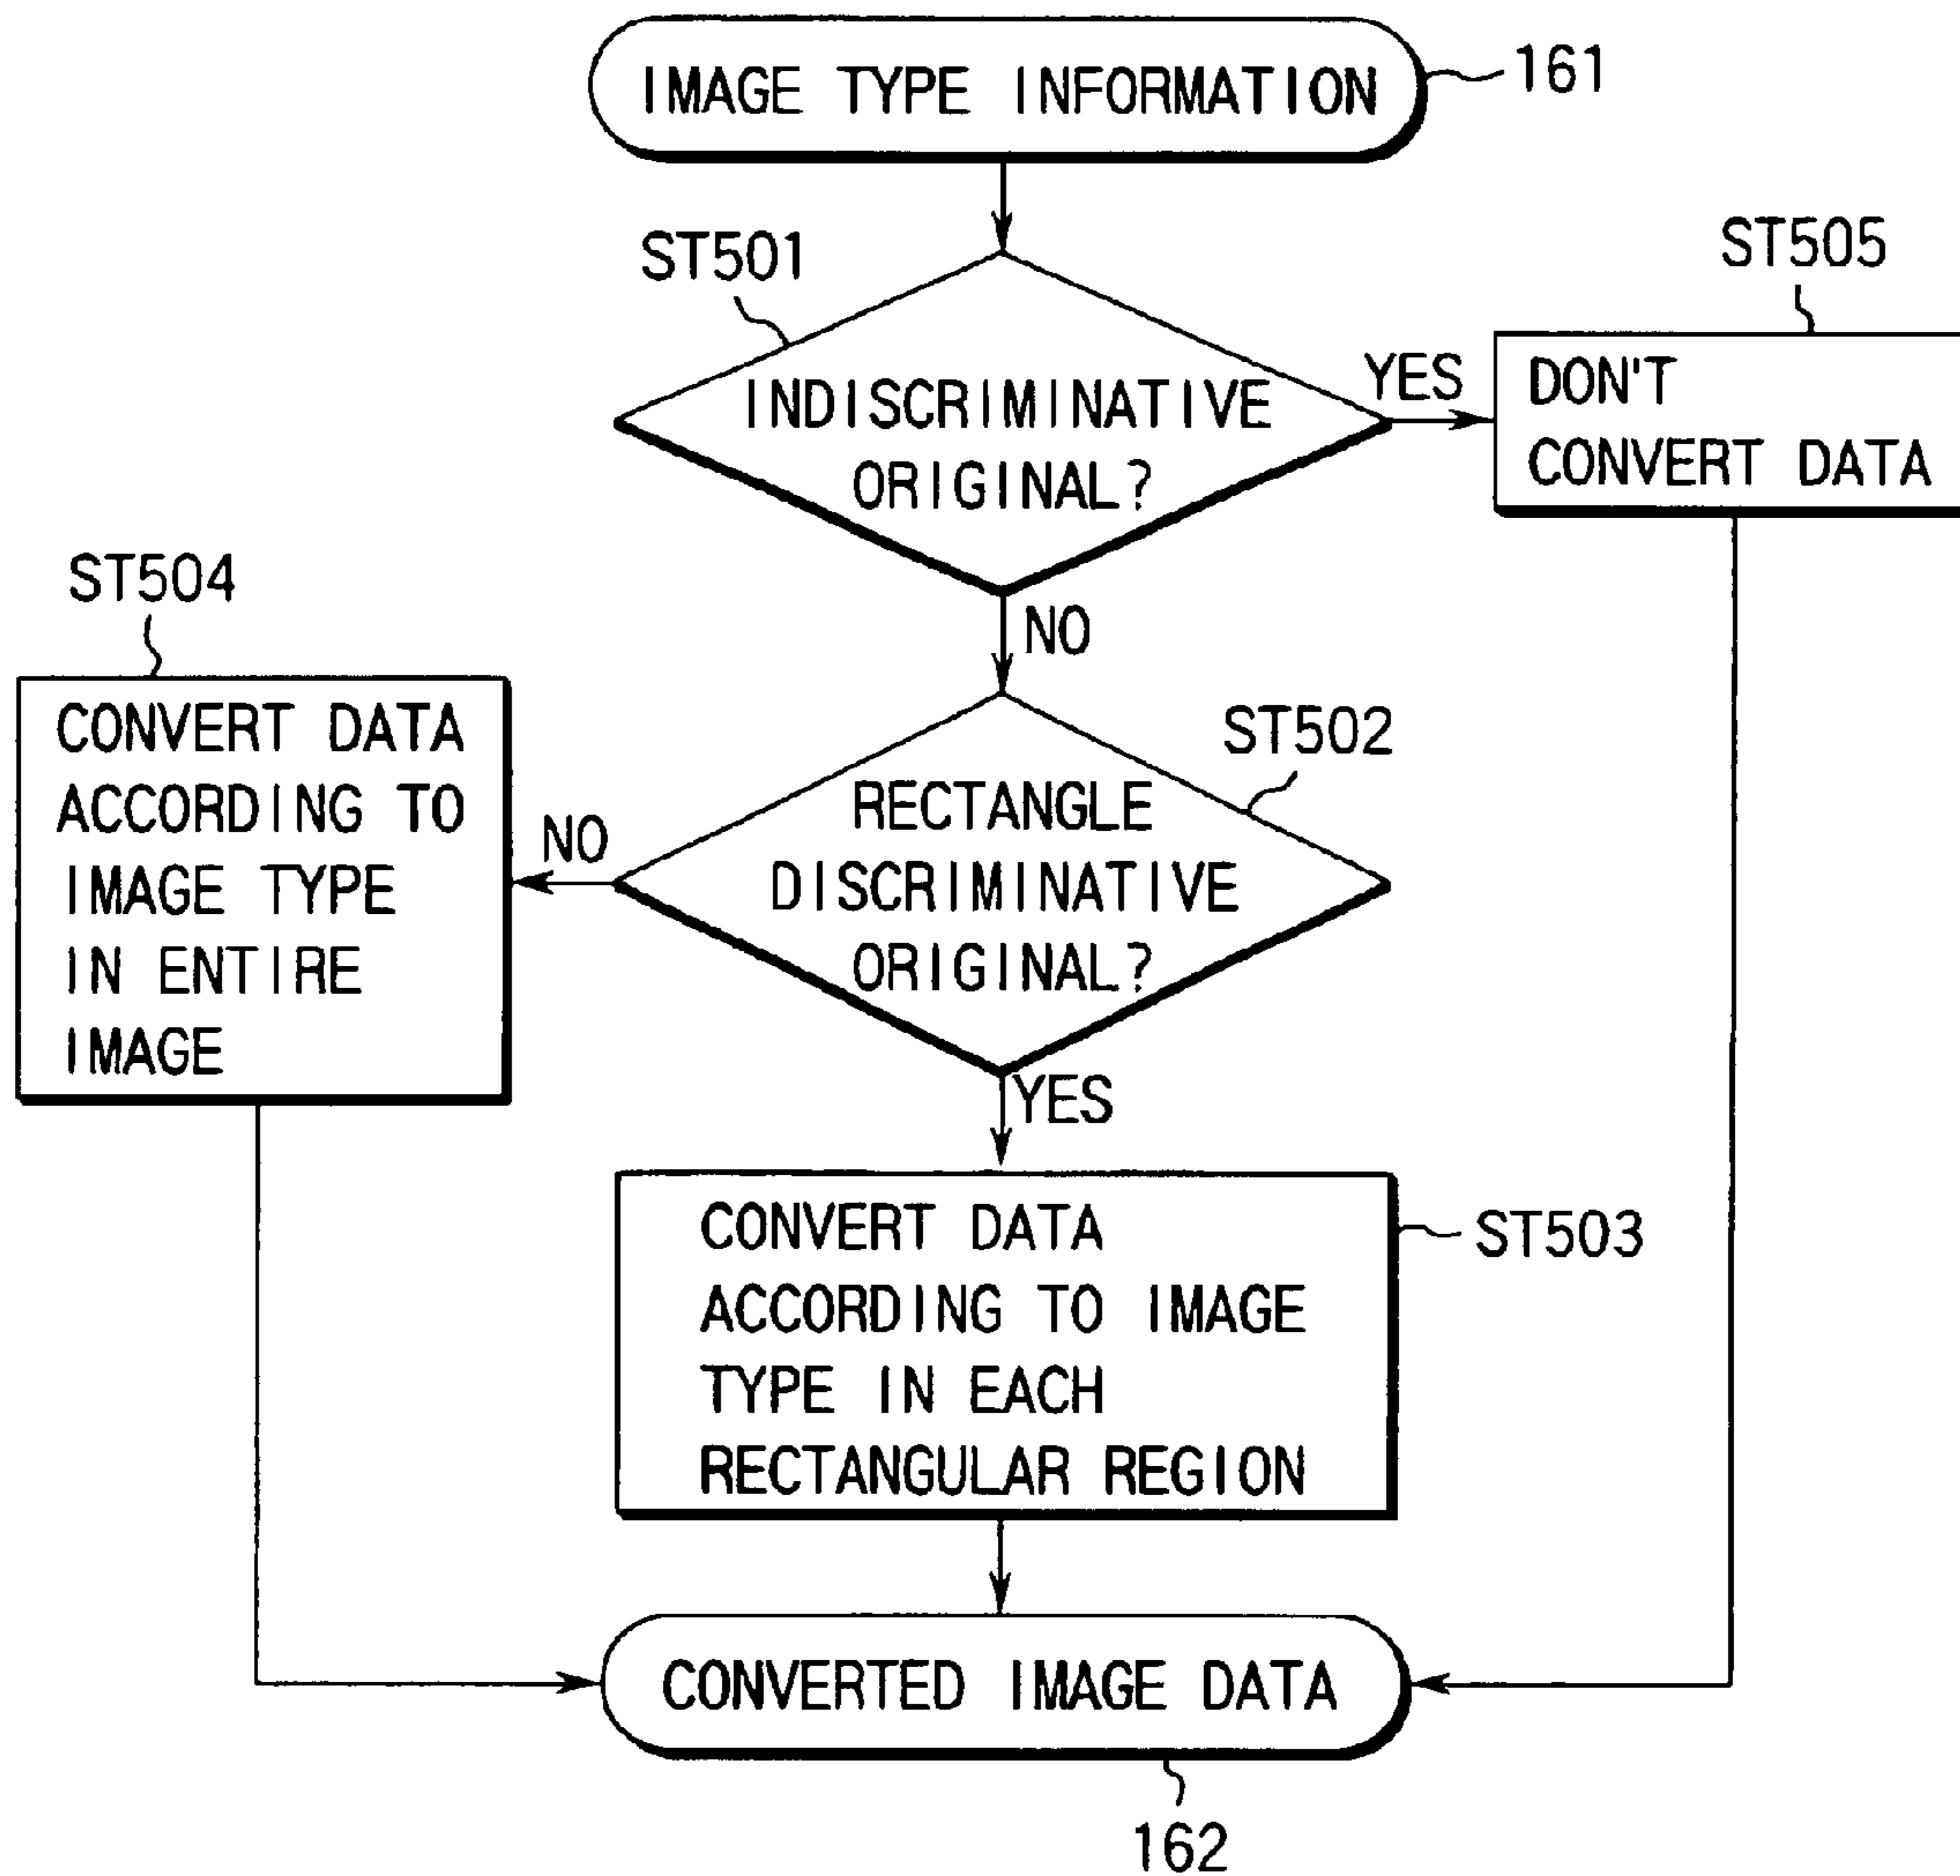 IMAGE TYPE INFORMATION
161
ST501
INDISCRIMINATIVE
ORIGINAL?
YES
ST505
DON'T
CONVERT DATA
NO
ST504
CONVERT DATA
ACCORDING TO
IMAGE TYPE
IN ENTIRE
IMAGE
NO
ST502
RECTANGLE
DISCRIMINATIVE
ORIGINAL?
YES
CONVERT DATA
ACCORDING TO IMAGE
TYPE IN EACH
RECTANGULAR REGION
ST503
CONVERTED IMAGE DATA
162